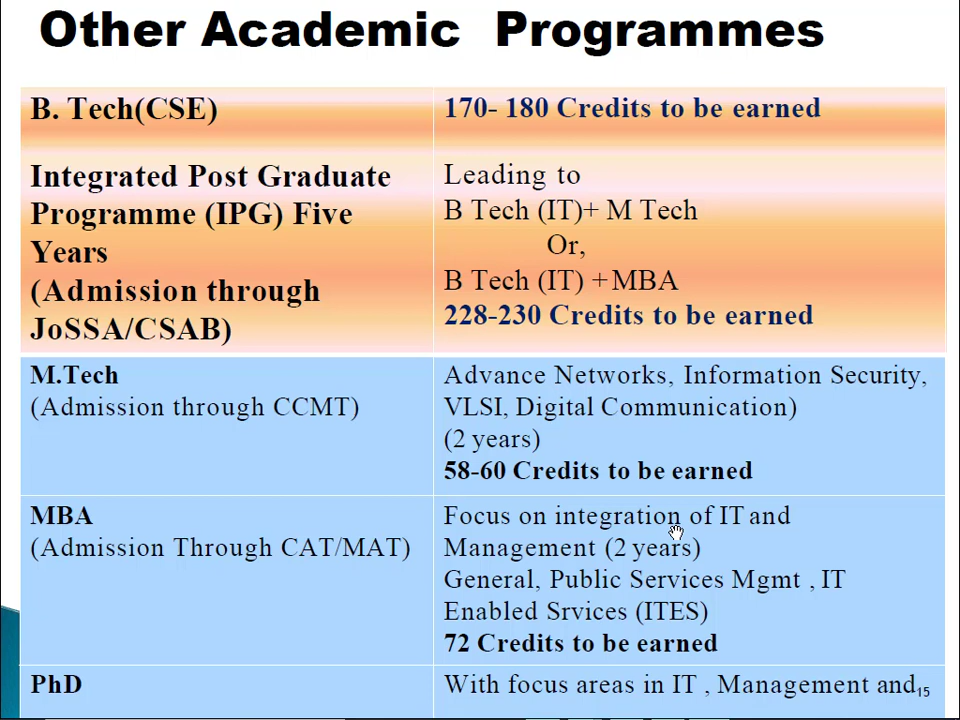 Other Academic Programmes
B. Tech(CSE)
170- 180 Credits to be earned
Integrated Post Graduate
Programme (IPG) Five
Years
(Admission through
JoSSA/CSAB)
Leading to
B Tech (IT)+ M Tech
Or,
B Tech (IT) +MBA
228-230 Credits to be earned
M.Tech
(Admission through CCMT)
Advance Networks, Information Security,
VLSI, Digital Communication)
(2 years)
58-60 Credits to be earned
MBA
(Admission Through CAT/MAT)
Focus on integration of IT and
Management (2 years)
General, Public Services Mgmt , IT
Enabled Srvices (ITES)
72 Credits to be earned
PhD
With focus areas in IT , Management and
15